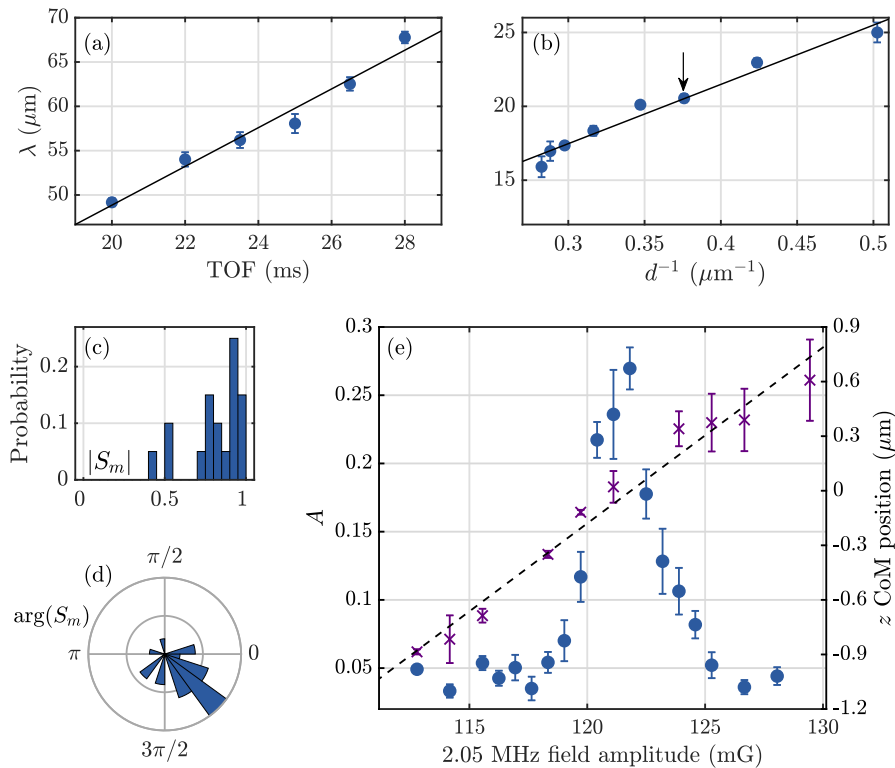 (a)
λ (μm)
70
65
60
55
50
20 22 24 26 28
TOF (ms)
(b)
25
20
15
0.3 0.35 0.4 0.45 0.5
d⁻¹ (μm⁻¹)
(c)
Probability
0.2
0.1
0
|Sₘ|
0 0.5 1
(d)
π/2
arg(Sₘ)
π
0
3π/2
(e)
A
0.3
0.25
0.2
0.15
0.1
0.05
115 120 125 130
2.05 MHz field amplitude (mG)
0.9
0.6
0.3
0
-0.3
-0.6
-0.9
-1.2
z CoM position (μm)